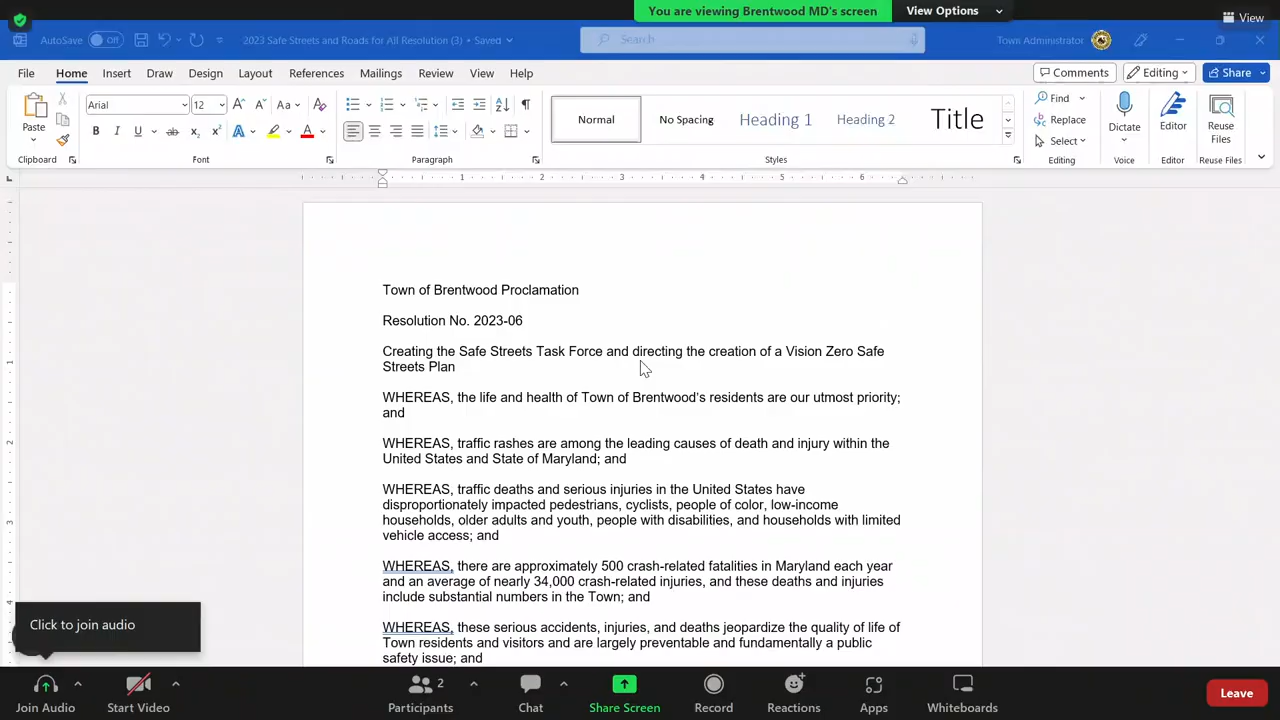 You are viewing Brentwood MD's screen
View Options
View
AutoSave Off
2023 Safe Streets and Roads for All Resolution (3) • Saved
Search
Town Administrator
File Home Insert Draw Design Layout References Mailings Review View Help
Comments Editing Share
Paste
Clipboard
Arial 12 Aa
B I U ab x₂ x² A A
Font
Paragraph
Normal No Spacing Heading 1 Heading 2 Title
Styles
Find
Replace
Select
Editing
Dictate
Voice
Editor
Editor
Reuse
Files
Reuse Files
1 2 3 4 5 6
Town of Brentwood Proclamation
Resolution No. 2023-06
Creating the Safe Streets Task Force and directing the creation of a Vision Zero Safe
Streets Plan
WHEREAS, the life and health of Town of Brentwood's residents are our utmost priority;
and
WHEREAS, traffic rashes are among the leading causes of death and injury within the
United States and State of Maryland; and
WHEREAS, traffic deaths and serious injuries in the United States have
disproportionately impacted pedestrians, cyclists, people of color, low-income
households, older adults and youth, people with disabilities, and households with limited
vehicle access; and
WHEREAS, there are approximately 500 crash-related fatalities in Maryland each year
and an average of nearly 34,000 crash-related injuries, and these deaths and injuries
include substantial numbers in the Town; and
WHEREAS, these serious accidents, injuries, and deaths jeopardize the quality of life of
Town residents and visitors and are largely preventable and fundamentally a public
safety issue; and
Click to join audio
Join Audio
Start Video
Participants 2
Chat
Share Screen
Record
Reactions
Apps
Whiteboards
Leave